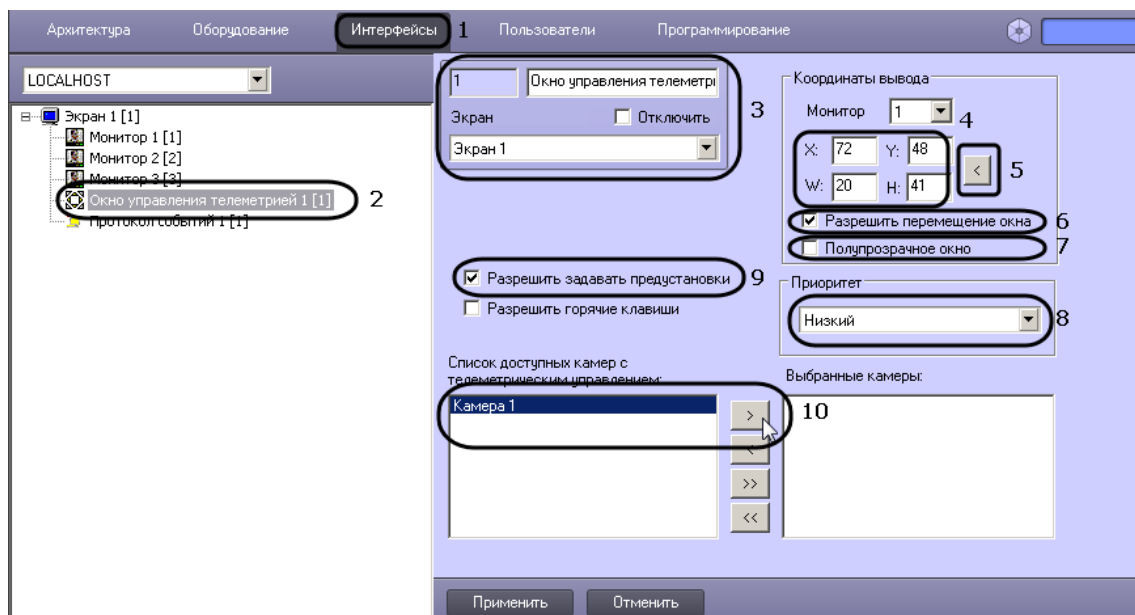 Архитектура Оборудование Интерфейсы 1 Пользователи Программирование
LOCALHOST
Экран 1 [1]
Монитор 1 [1]
Монитор 2 [2]
Монитор 3 [3]
Окно управления телеметрией 1 [1] 2
Протокол событий 1 [1]
1 Окно управления телеметри
Экран Отключить 3
Экран 1
Координаты вывода
Монитор 1 4
X: 72 Y: 48
< 5
W: 20 H: 41
Разрешить перемещение окна 6
Полупрозрачное окно 7
Разрешить задавать предустановки 9
Разрешить горячие клавиши
Приоритет
Низкий 8
Список доступных камер с
телеметрическим управлением:
Камера 1
>
<
>>
<<
10
Выбранные камеры:
Применить Отменить